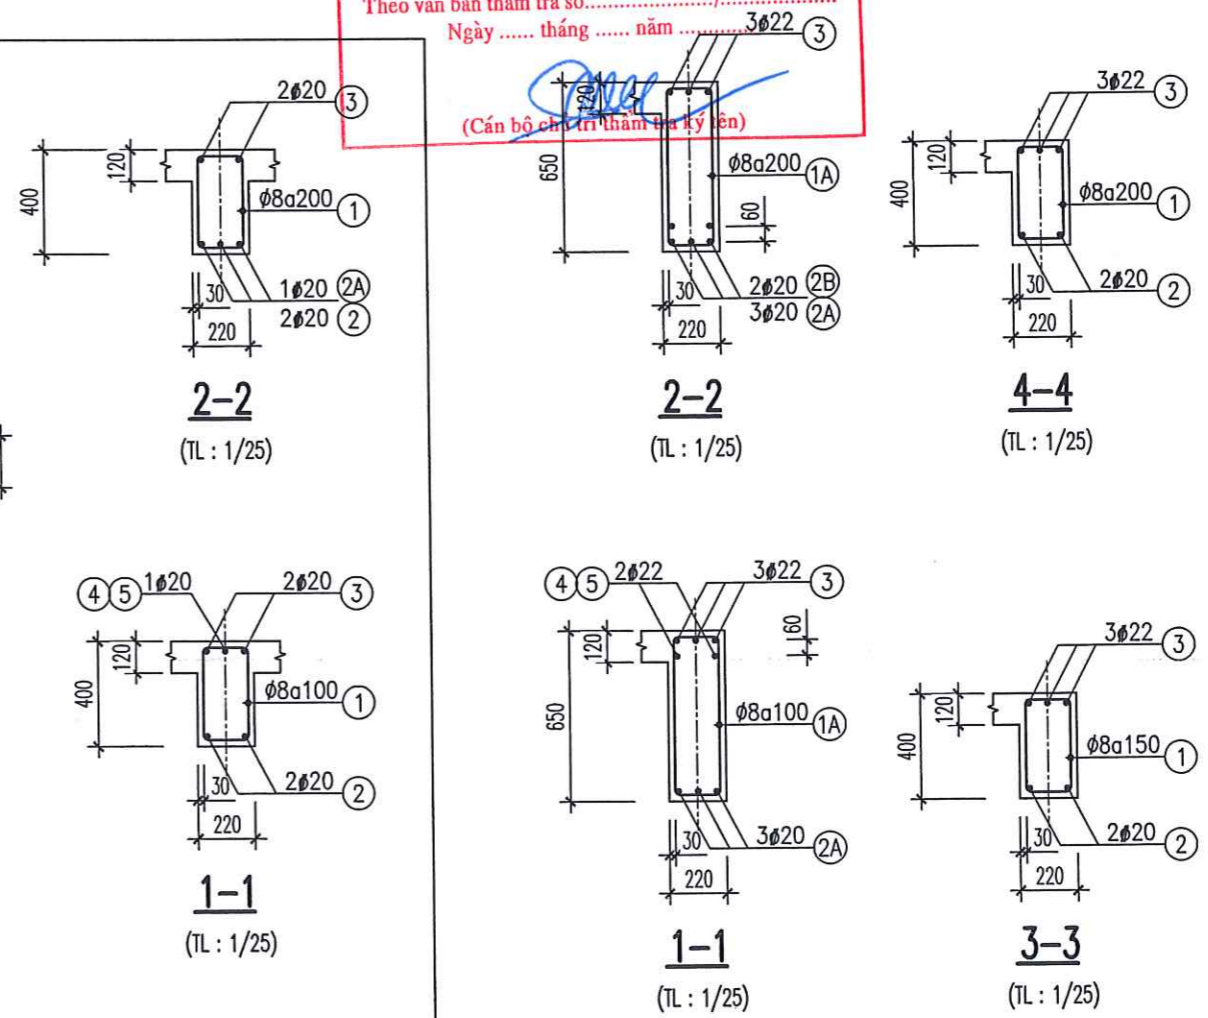 Theo văn bản thẩm tra số....................../....................
Ngày ...... tháng ...... năm ............
(Cán bộ chủ trì thẩm tra ký tên)
2ϕ20 3
120
400
ϕ8a200 1
30
1ϕ20 2A
2ϕ20 2
220
2-2
(TL : 1/25)
3ϕ22 3
120
650
ϕ8a200 1A
60
30
2ϕ20 2B
3ϕ20 2A
220
2-2
(TL : 1/25)
3ϕ22 3
120
400
ϕ8a200 1
30
2ϕ20 2
220
4-4
(TL : 1/25)
4 5 1ϕ20
2ϕ20 3
120
400
ϕ8a100 1
30
2ϕ20 2
220
1-1
(TL : 1/25)
4 5 2ϕ22
3ϕ22 3
60
120
650
ϕ8a100 1A
30
3ϕ20 2A
220
1-1
(TL : 1/25)
3ϕ22 3
120
400
ϕ8a150 1
30
2ϕ20 2
220
3-3
(TL : 1/25)